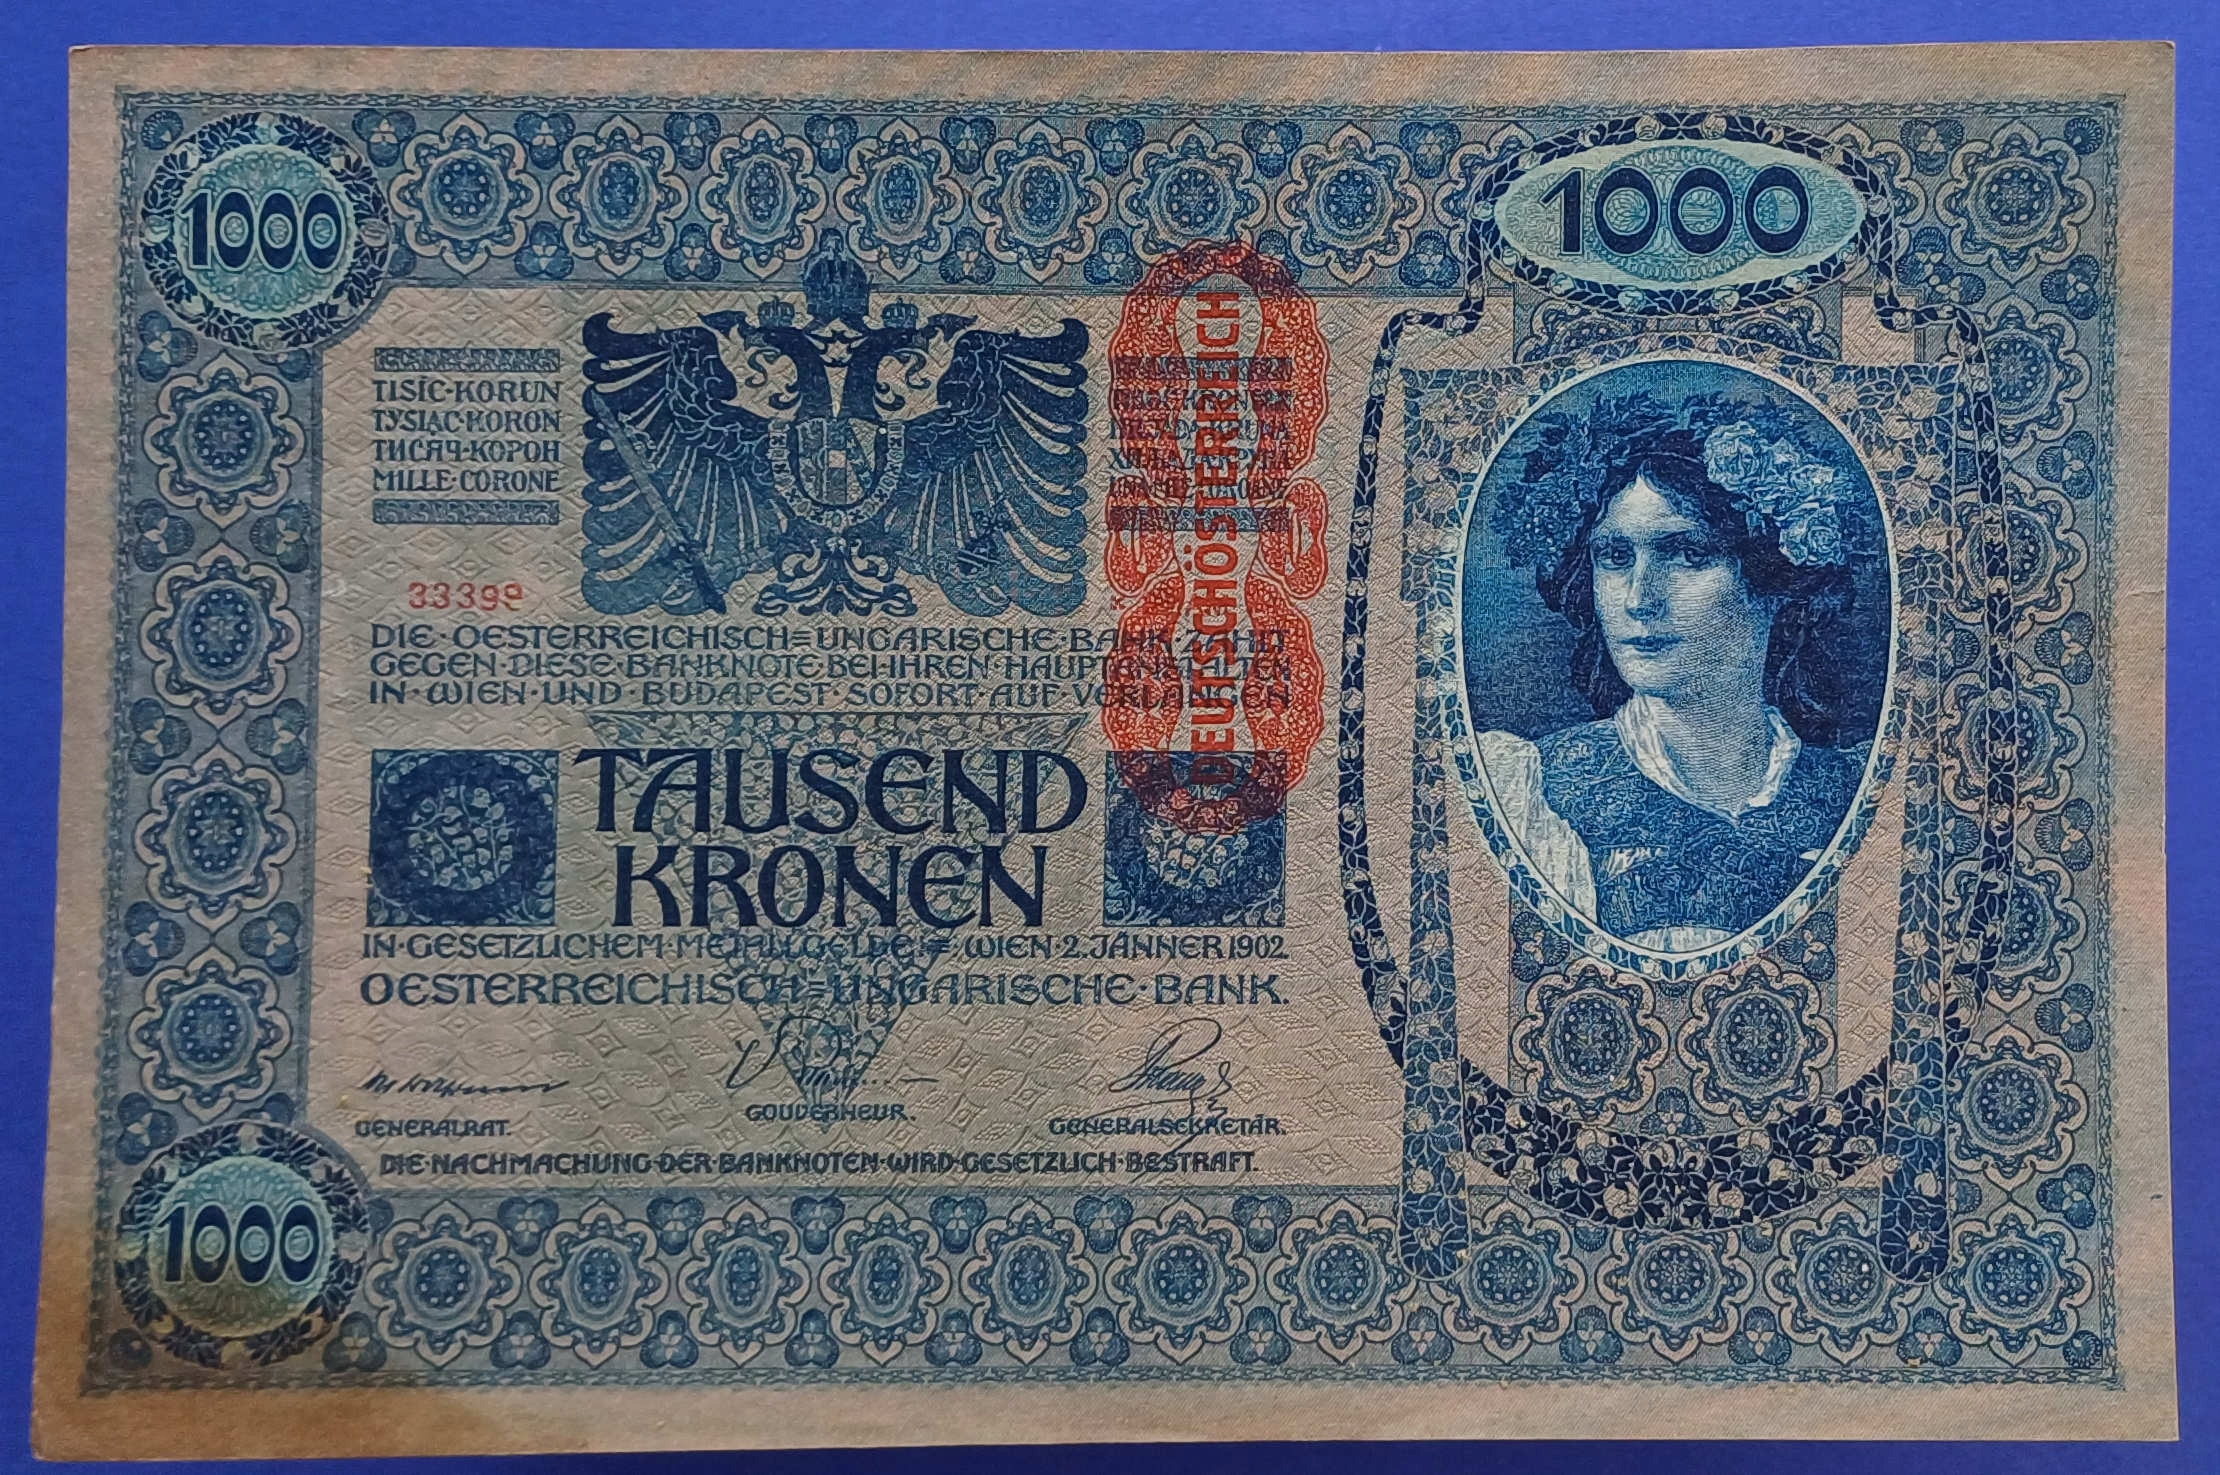 1000
1000
TISÍC·KORUN
TYSIĄC·KORON
ТИСЯЧ·КОРОН
MILLE·CORONE
DEUTSCHÖSTERREICH
33399
DIE·OESTERREICHISCH=UNGARISCHE·BANK·ZAHLT
GEGEN·DIESE·BANKNOTE·BEI·IHREN·HAUPTANSTALTEN
IN·WIEN·UND·BUDAPEST·SOFORT·AUF·VERLANGEN
TAUSEND
KRONEN
IN·GESETZLICHEM·METALLGELDE.=·WIEN·2.JÄNNER 1902.
OESTERREICHISCH=UNGARISCHE·BANK.
GENERALRAT.
GOUVERNEUR.
GENERALSEKRETÄR.
DIE·NACHMACHUNG·DER·BANKNOTEN·WIRD·GESETZLICH·BESTRAFT.
1000